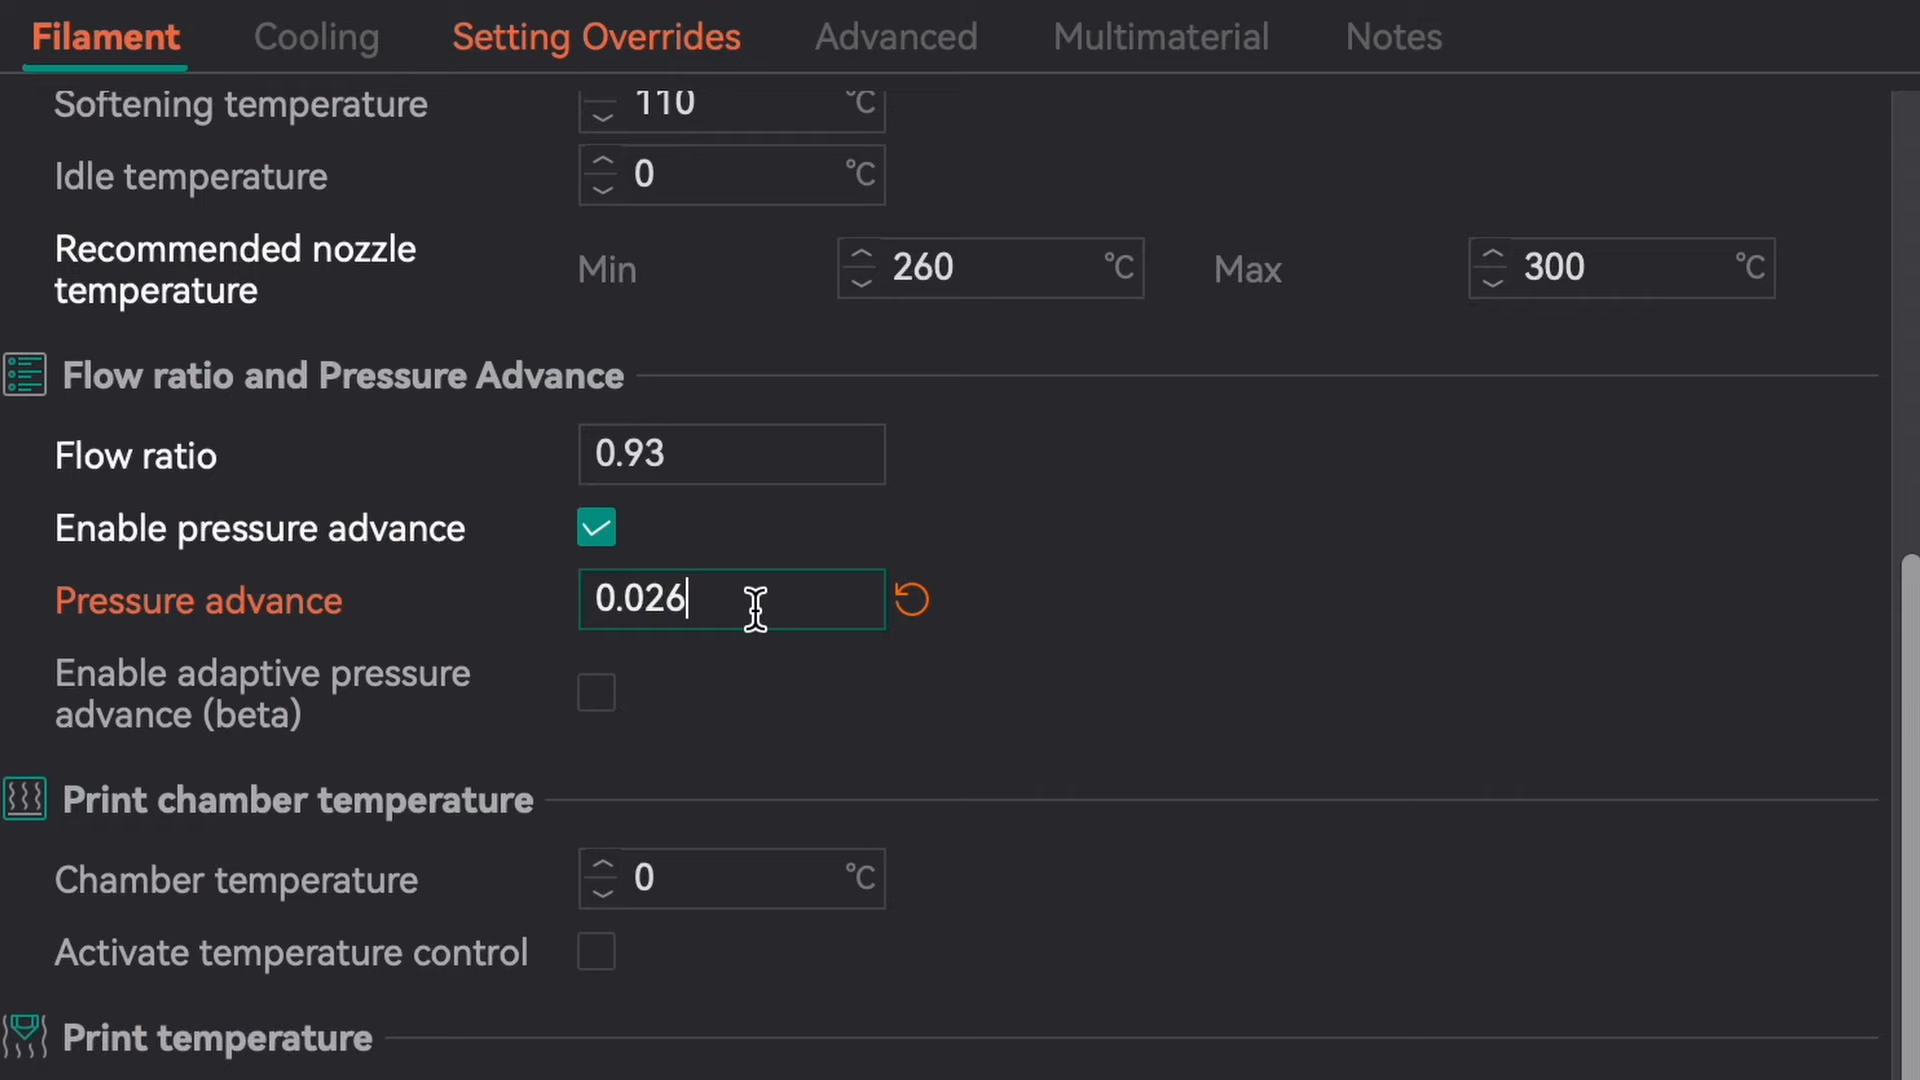 Filament Cooling Setting Overrides Advanced Multimaterial Notes
Softening temperature 110 °C
Idle temperature 0 °C
Recommended nozzle
temperature
Min 260 °C Max 300 °C
Flow ratio and Pressure Advance
Flow ratio 0.93
Enable pressure advance
Pressure advance 0.026
Enable adaptive pressure
advance (beta)
Print chamber temperature
Chamber temperature 0 °C
Activate temperature control
Print temperature